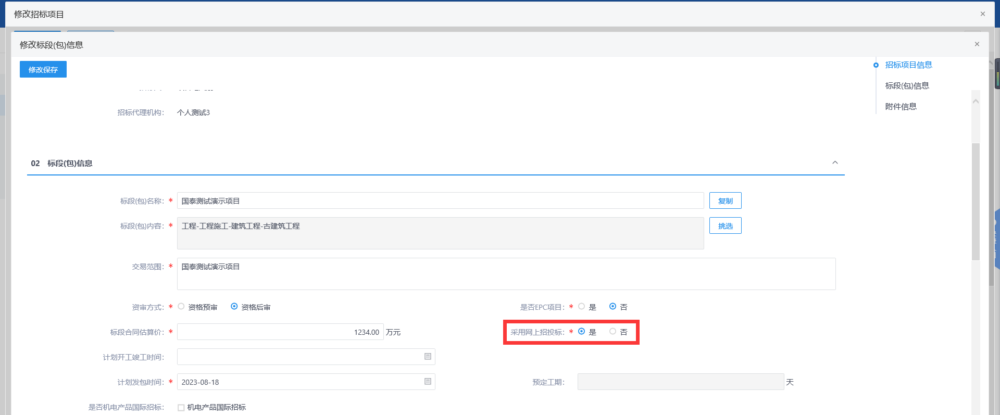 修改招标项目
修改标段(包)信息
修改保存
招标项目信息
标段(包)信息
附件信息
招标代理机构： 个人测试3
02 标段(包)信息
标段(包)名称： * 国泰测试演示项目 复制
标段(包)内容： * 工程-工程施工-建筑工程-古建筑工程 挑选
交易范围： * 国泰测试演示项目
资审方式： * 资格预审 资格后审 是否EPC项目： * 是 否
标段合同估算价： * 1234.00 万元 采用网上招投标： * 是 否
计划开工竣工时间：
计划发包时间： * 2023-08-18 预定工期： 天
是否机电产品国际招标： 机电产品国际招标